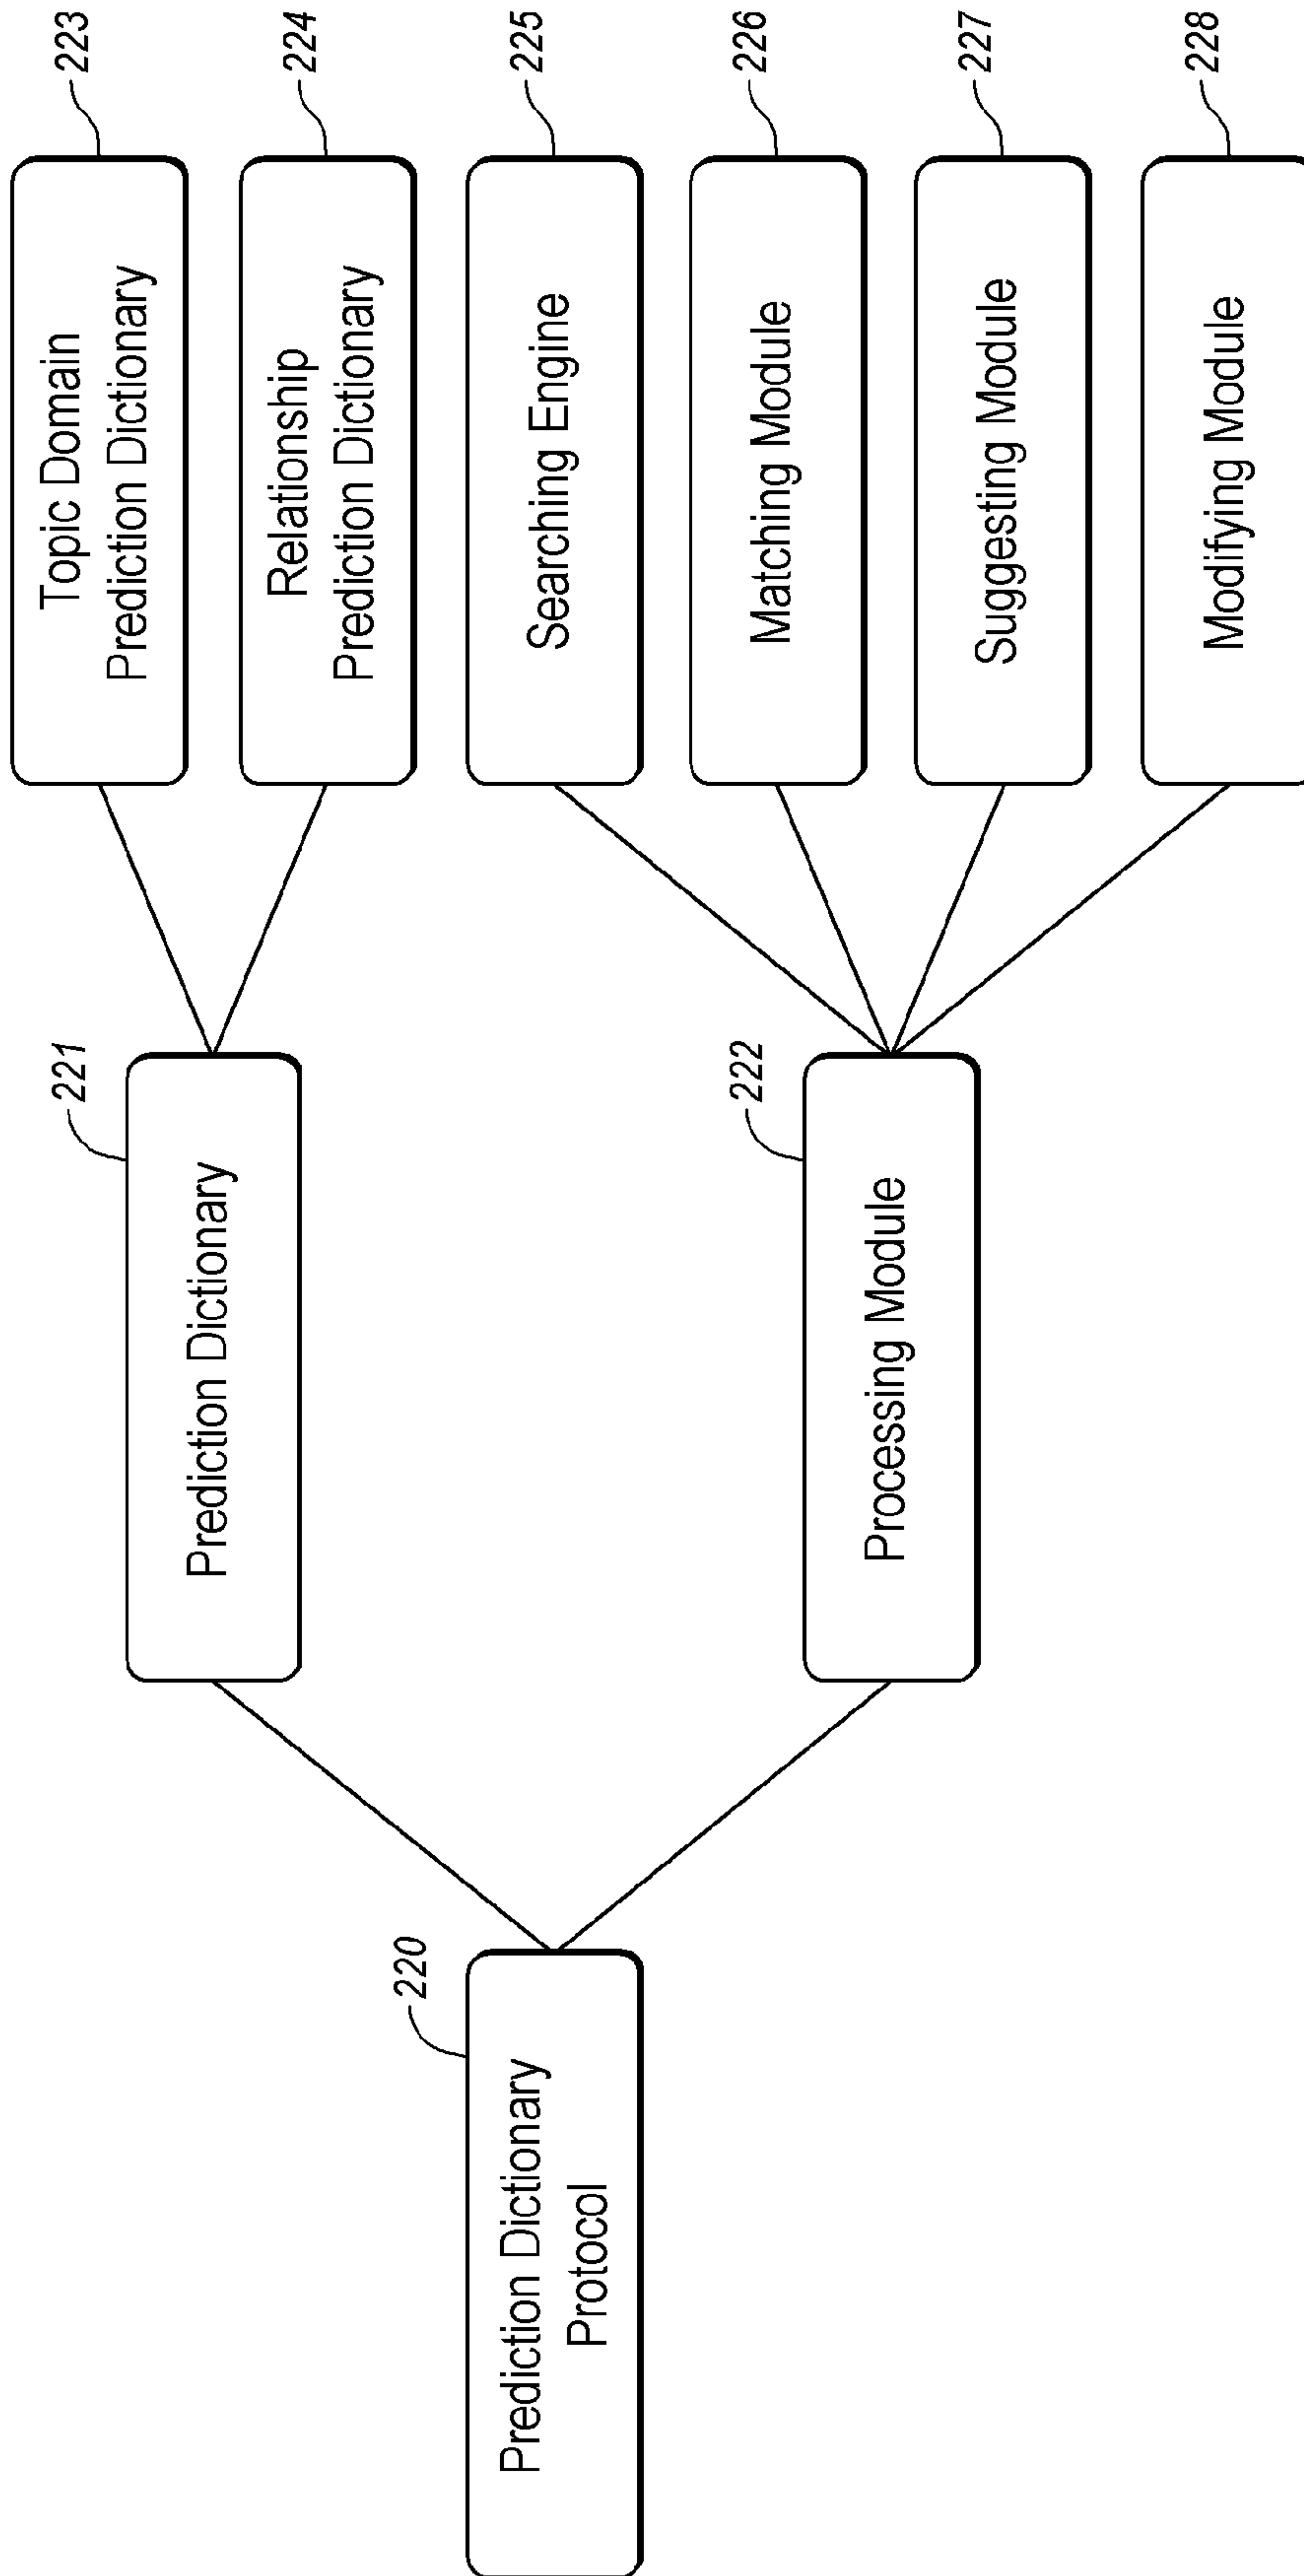 220
Prediction Dictionary
Protocol
221
Prediction Dictionary
222
Processing Module
223
Topic Domain
Prediction Dictionary
224
Relationship
Prediction Dictionary
225
Searching Engine
226
Matching Module
227
Suggesting Module
228
Modifying Module